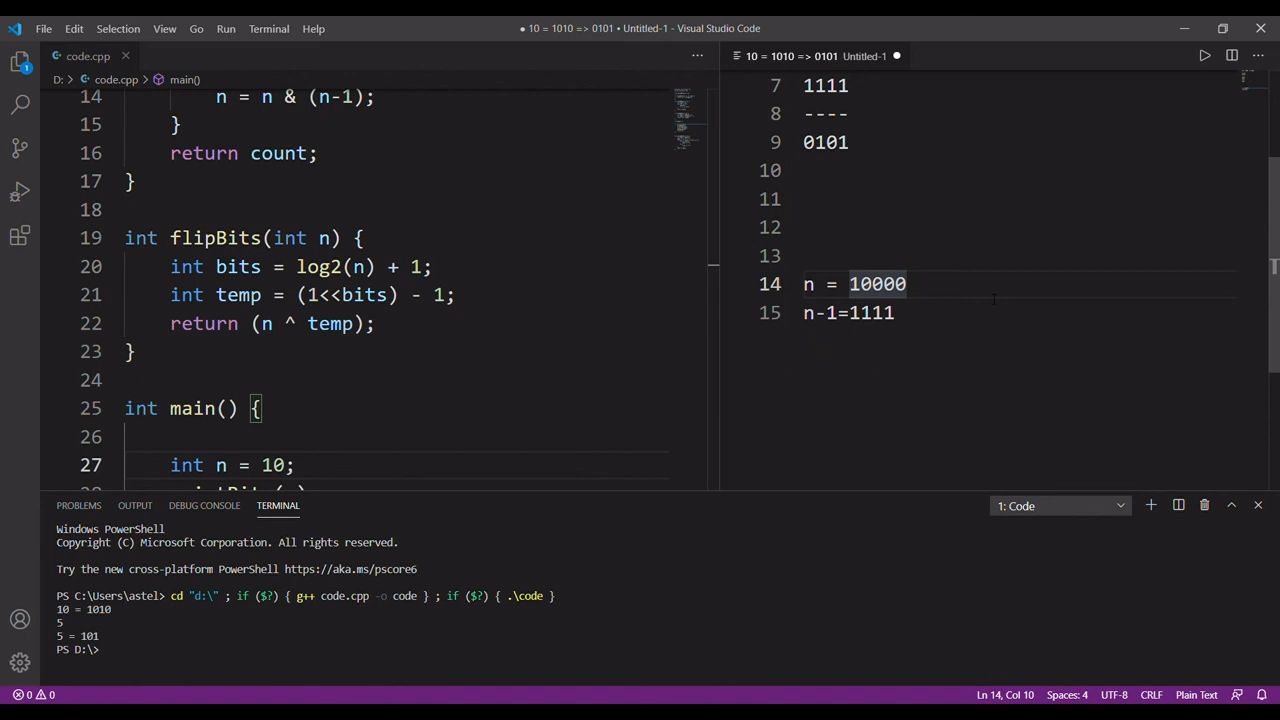 File Edit Selection View Go Run Terminal Help
● 10 = 1010 => 0101 ● Untitled-1 - Visual Studio Code
code.cpp
D: > code.cpp > main()
14 n = n & (n-1);
15 }
16 return count;
17 }
18
19 int flipBits(int n) {
20 int bits = log2(n) + 1;
21 int temp = (1<<bits) - 1;
22 return (n ^ temp);
23 }
24
25 int main() {
26
27 int n = 10;
10 = 1010 => 0101 Untitled-1
7 1111
8 ----
9 0101
10
11
12
13
14 n = 10000
15 n-1=1111
1
PROBLEMS OUTPUT DEBUG CONSOLE TERMINAL
1: Code
Windows PowerShell
Copyright (C) Microsoft Corporation. All rights reserved.
Try the new cross-platform PowerShell https://aka.ms/pscore6
PS C:\Users\astel> cd "d:\" ; if ($?) { g++ code.cpp -o code } ; if ($?) { .\code }
10 = 1010
5
5 = 101
PS D:\>
0 0
Ln 14, Col 10 Spaces: 4 UTF-8 CRLF Plain Text